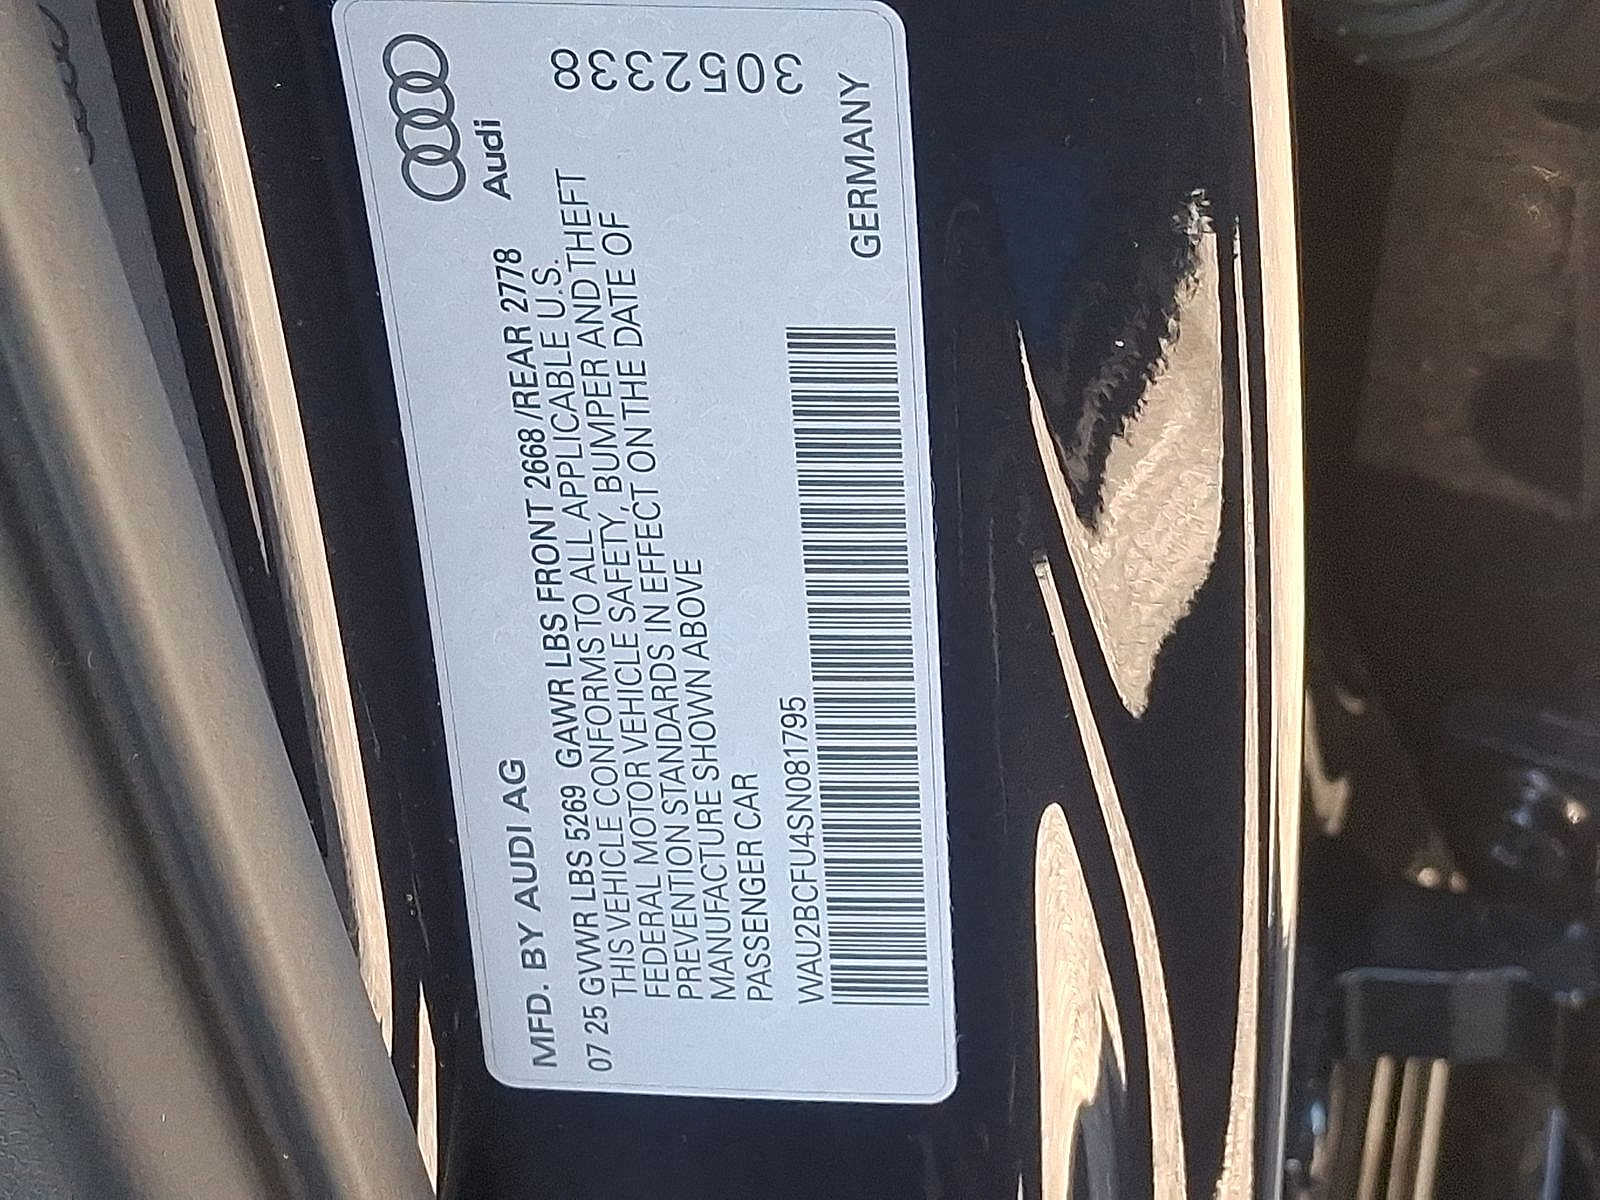 Audi
MFD. BY AUDI AG
07 25 GWWR LBS 5269 GAWR LBS FRONT 2668/REAR 2778
THIS VEHICLE CONFORMS TO ALL APPLICABLE U.S.
FEDERAL MOTOR VEHICLE SAFETY, BUMPER AND THEFT
PREVENTION STANDARDS IN EFFECT ON THE DATE OF
MANUFACTURE SHOWN ABOVE
PASSENGER CAR
WAU2BCFU4SN081795
GERMANY
3052338